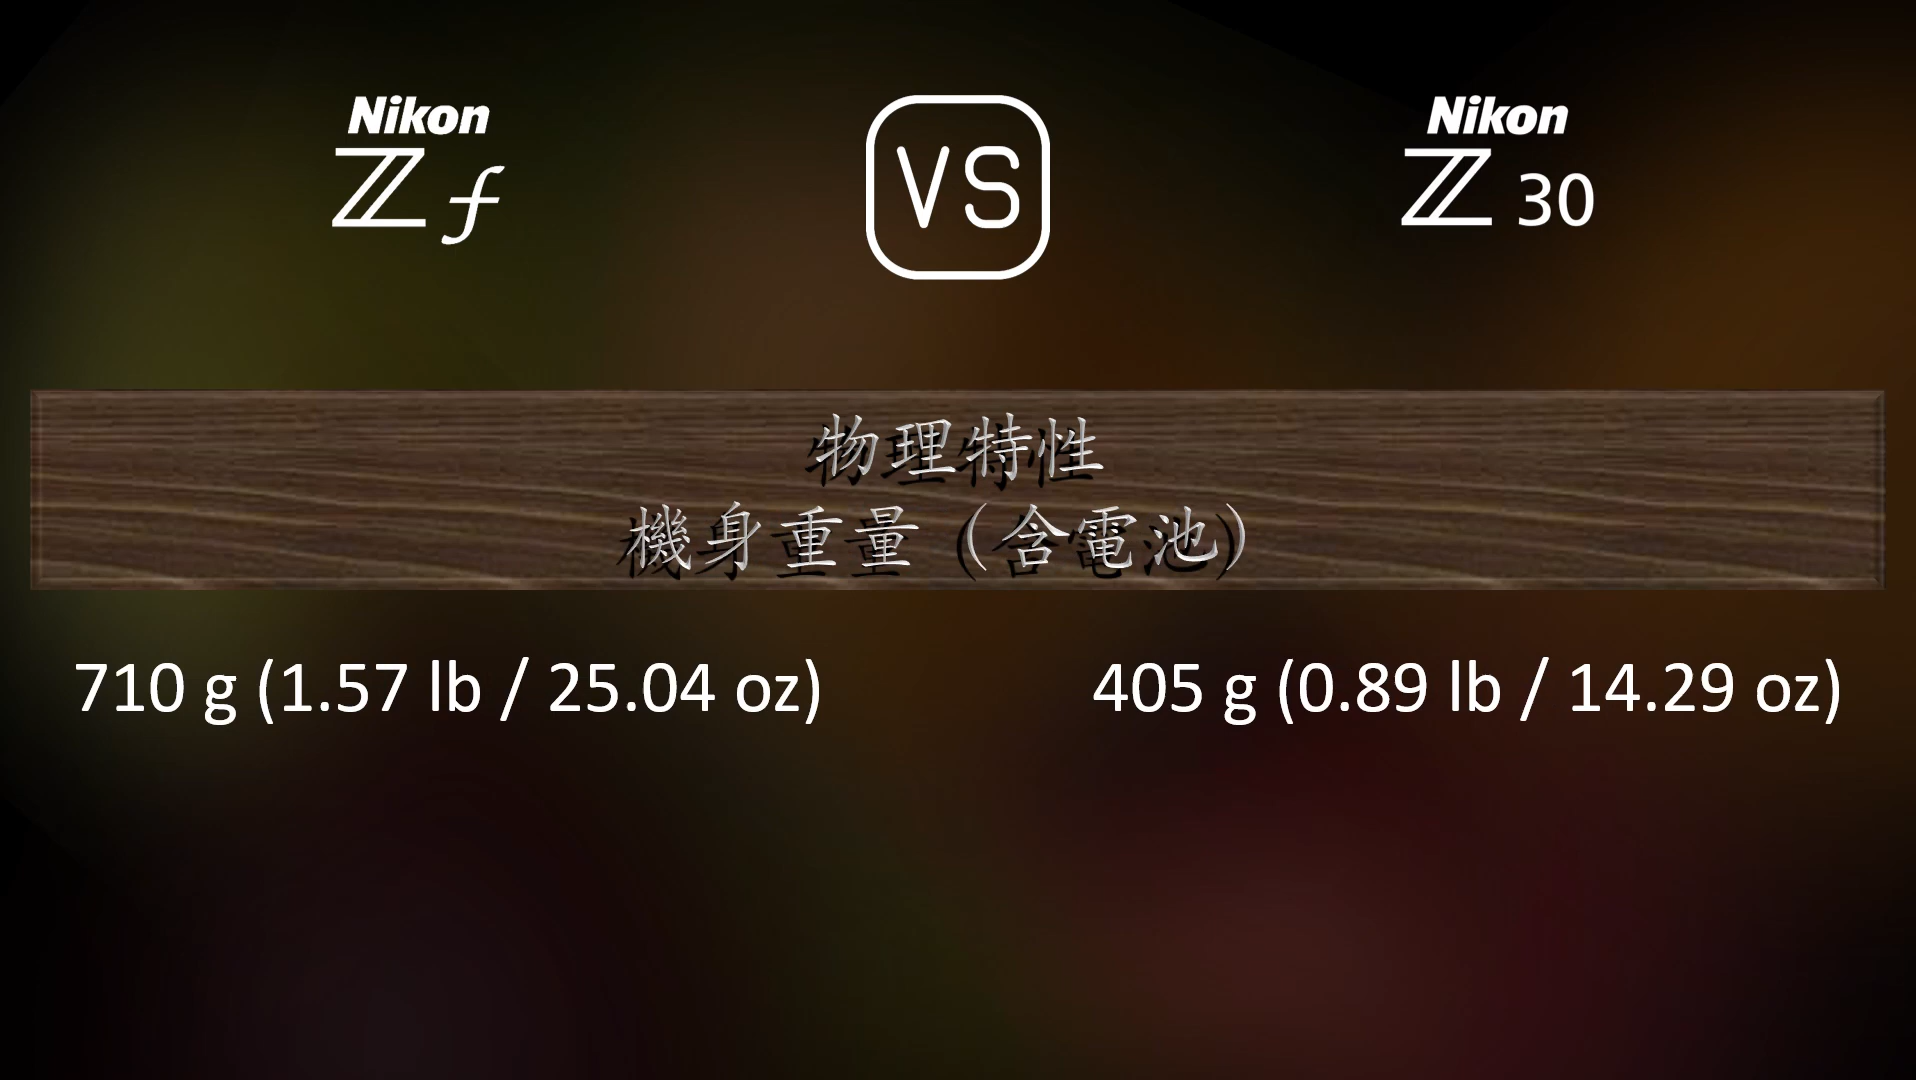 Nikon
Z f
VS
Nikon
Z 30
物理特性
機身重量（含電池）
710 g (1.57 lb / 25.04 oz)
405 g (0.89 lb / 14.29 oz)